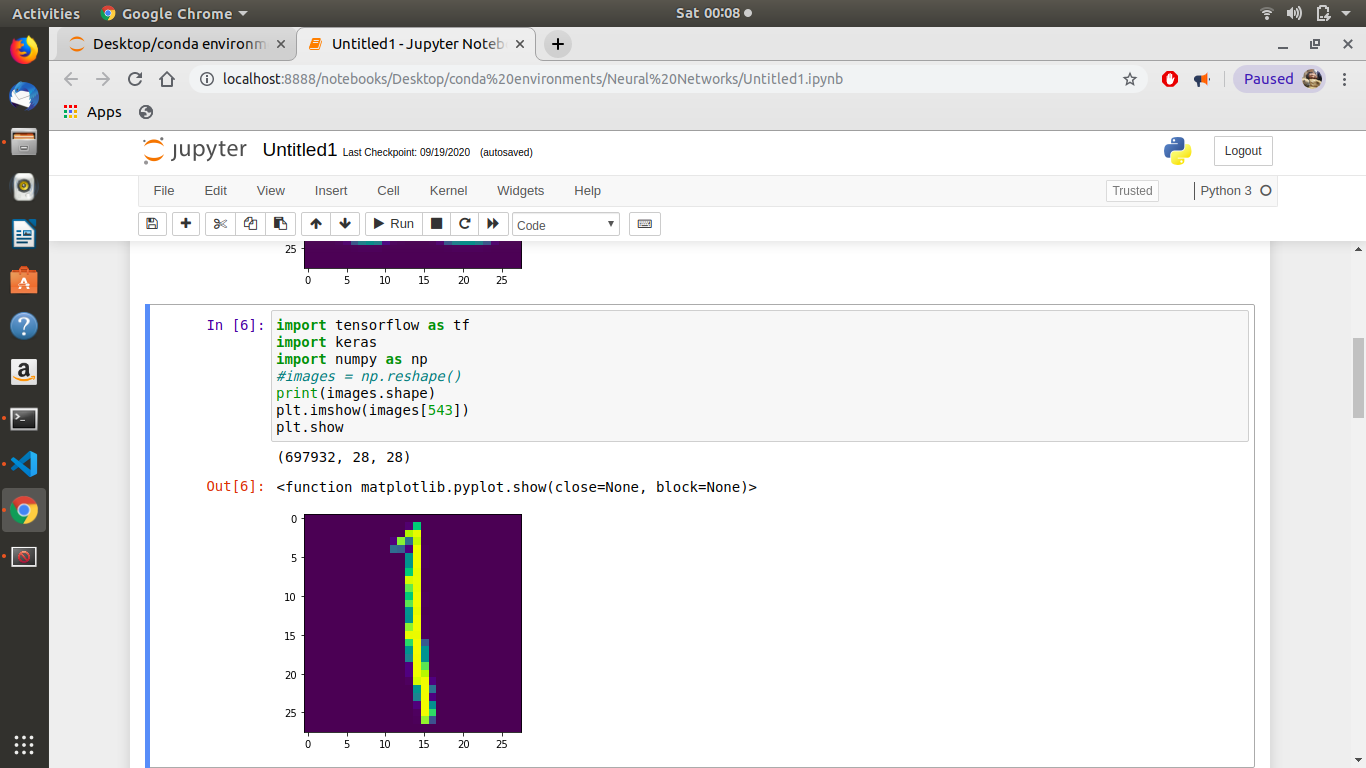 Activities Google Chrome Sat 00:08
Desktop/conda environm Untitled1 - Jupyter Noteb
localhost:8888/notebooks/Desktop/conda%20environments/Neural%20Networks/Untitled1.ipynb Paused
Apps
jupyter Untitled1 Last Checkpoint: 09/19/2020 (autosaved) Logout
File Edit View Insert Cell Kernel Widgets Help Trusted Python 3
Run Code
25
0 5 10 15 20 25
In [6]: import tensorflow as tf
import keras
import numpy as np
#images = np.reshape()
print(images.shape)
plt.imshow(images[543])
plt.show
(697932, 28, 28)
Out[6]: <function matplotlib.pyplot.show(close=None, block=None)>
0
5
10
15
20
25
0 5 10 15 20 25